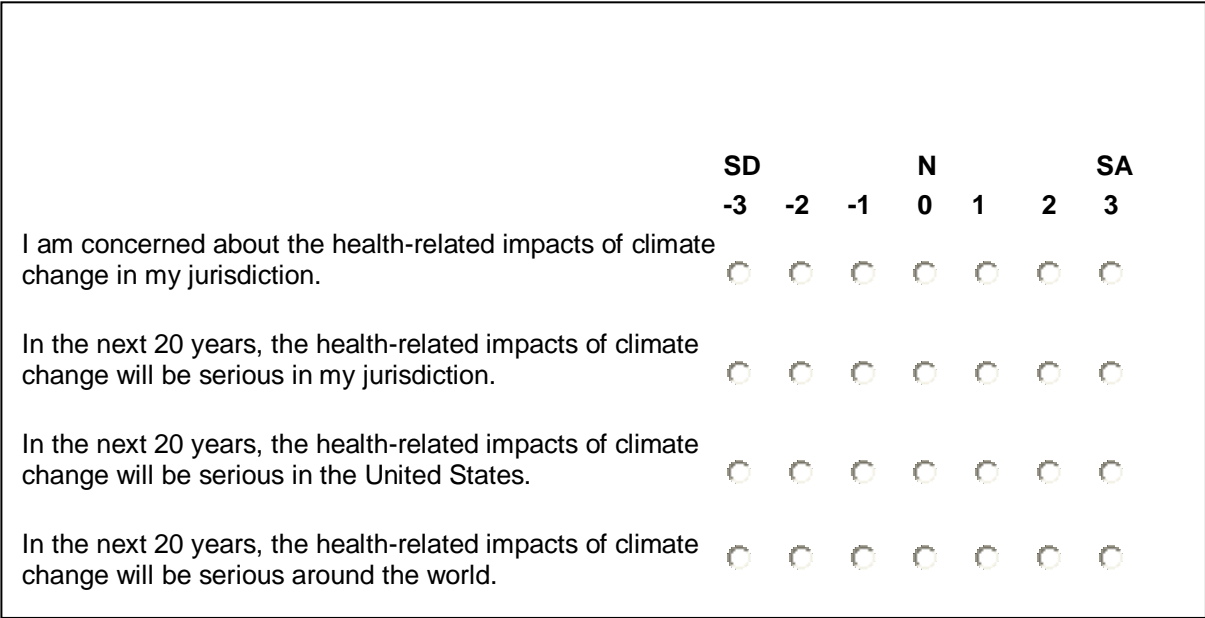 SD N SA
-3 -2 -1 0 1 2 3
I am concerned about the health-related impacts of climate
change in my jurisdiction.
In the next 20 years, the health-related impacts of climate
change will be serious in my jurisdiction.
In the next 20 years, the health-related impacts of climate
change will be serious in the United States.
In the next 20 years, the health-related impacts of climate
change will be serious around the world.